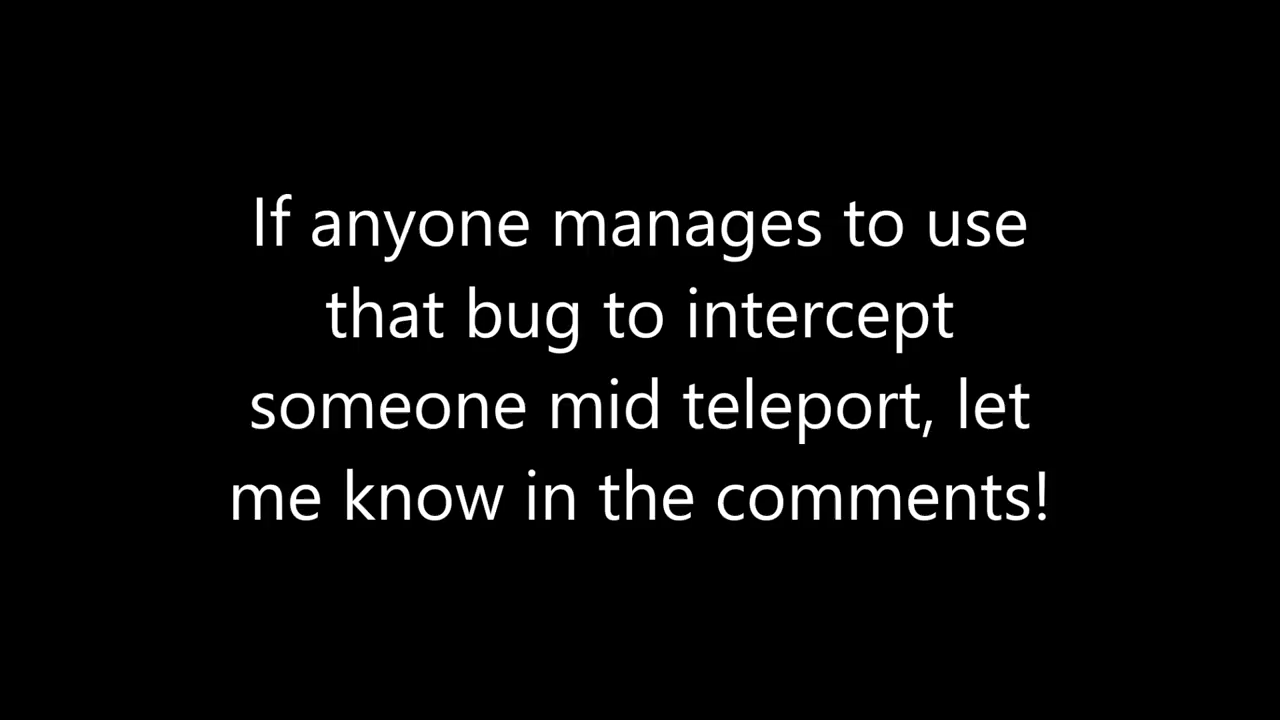 If anyone manages to use
that bug to intercept
someone mid teleport, let
me know in the comments!